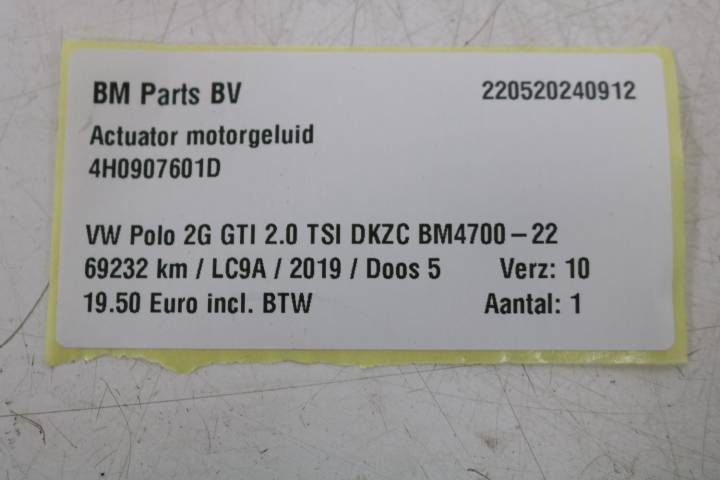 BM Parts BV 220520240912
Actuator motorgeluid
4H0907601D
VW Polo 2G GTI 2.0 TSI DKZC BM4700-22
69232 km / LC9A / 2019 / Doos 5 Verz: 10
19.50 Euro incl. BTW Aantal: 1